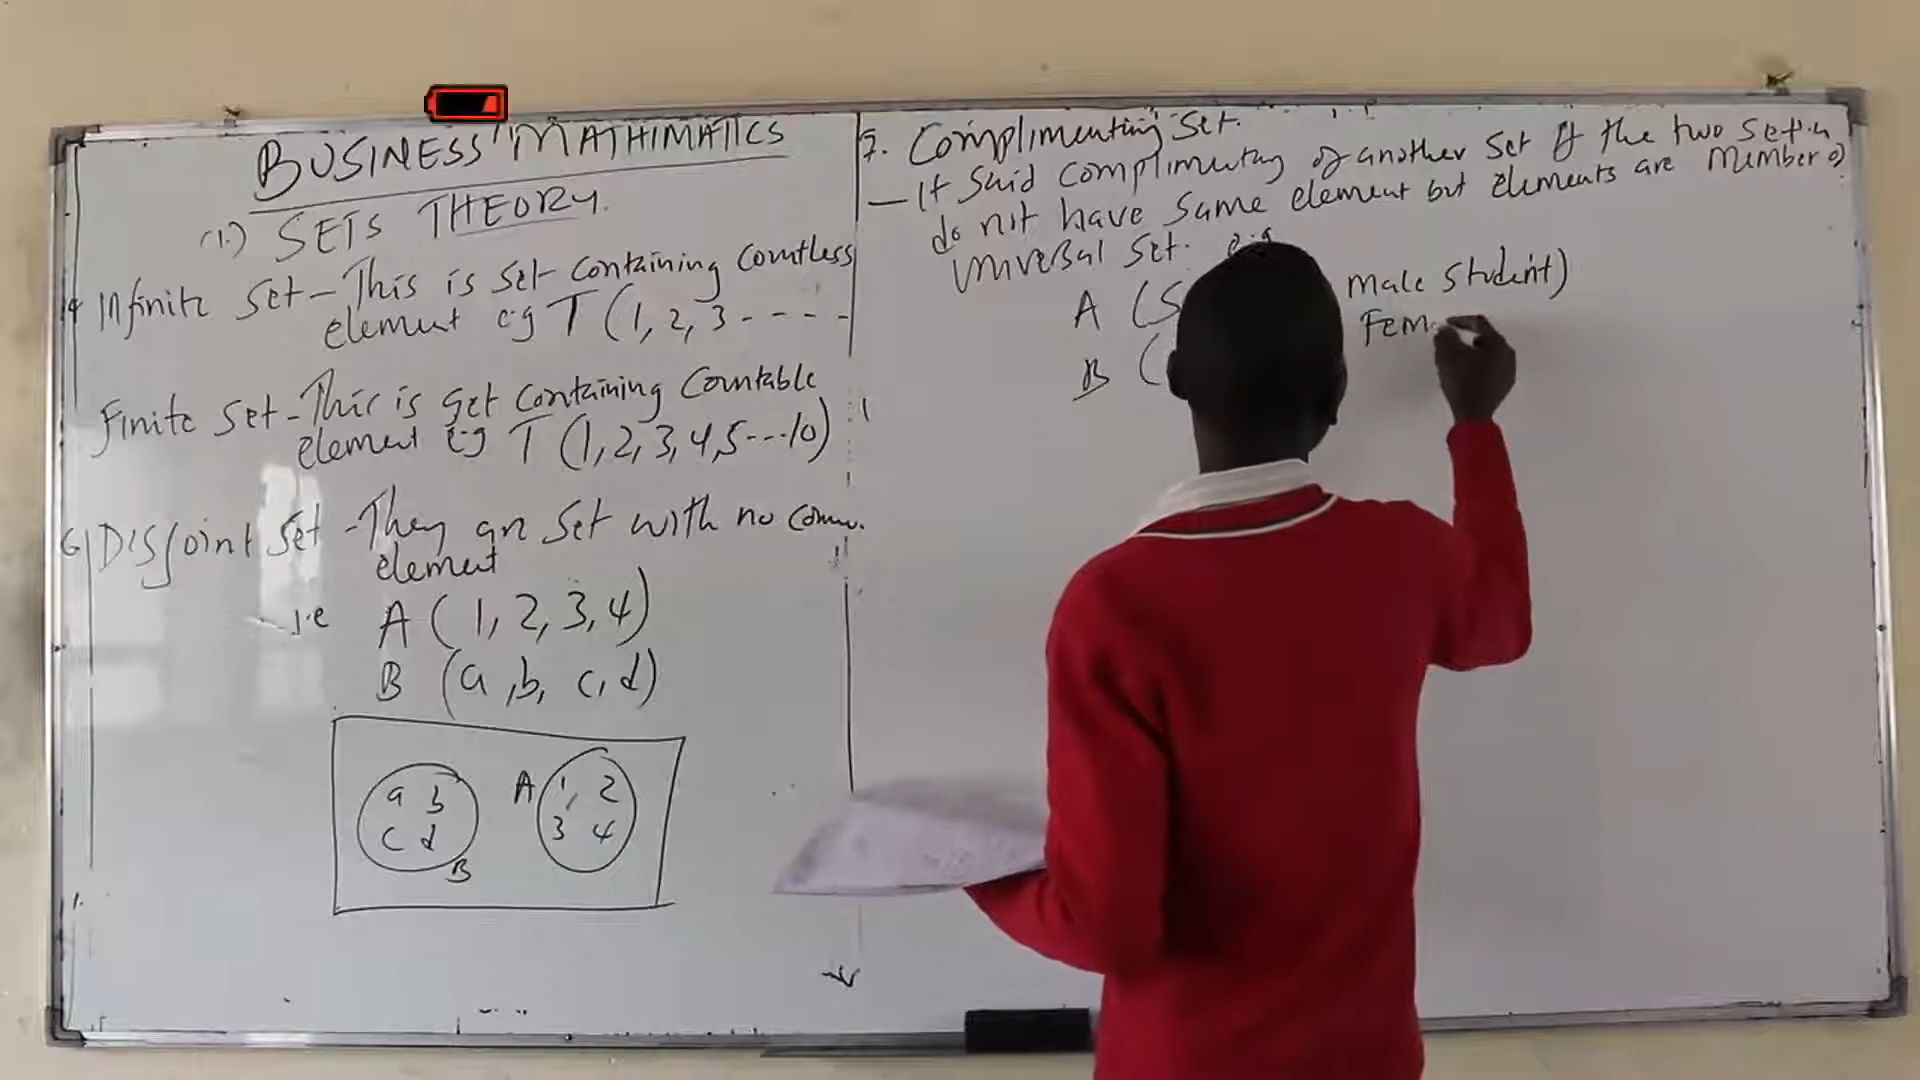 BUSINESS MATHIMATICS
(1.) SETS THEORY.
Infinite Set - This is Set containing Countless
element eg T (1, 2, 3 - - - -
Finite Set - This is Set Containing Countable
element eg T (1, 2, 3, 4, 5 - - - 10)
6) Disjoint Set - They are Set with no comm.
element
i.e A (1, 2, 3, 4)
B (a, b, c, d)
a b
c d
B
A 1, 2
3 4
7. Complimenting Set.
- It Said complimentary of another Set If the two Set
do not have Same element but elements are Member of
universal Set. e.g
A (S male Student)
B ( Fem